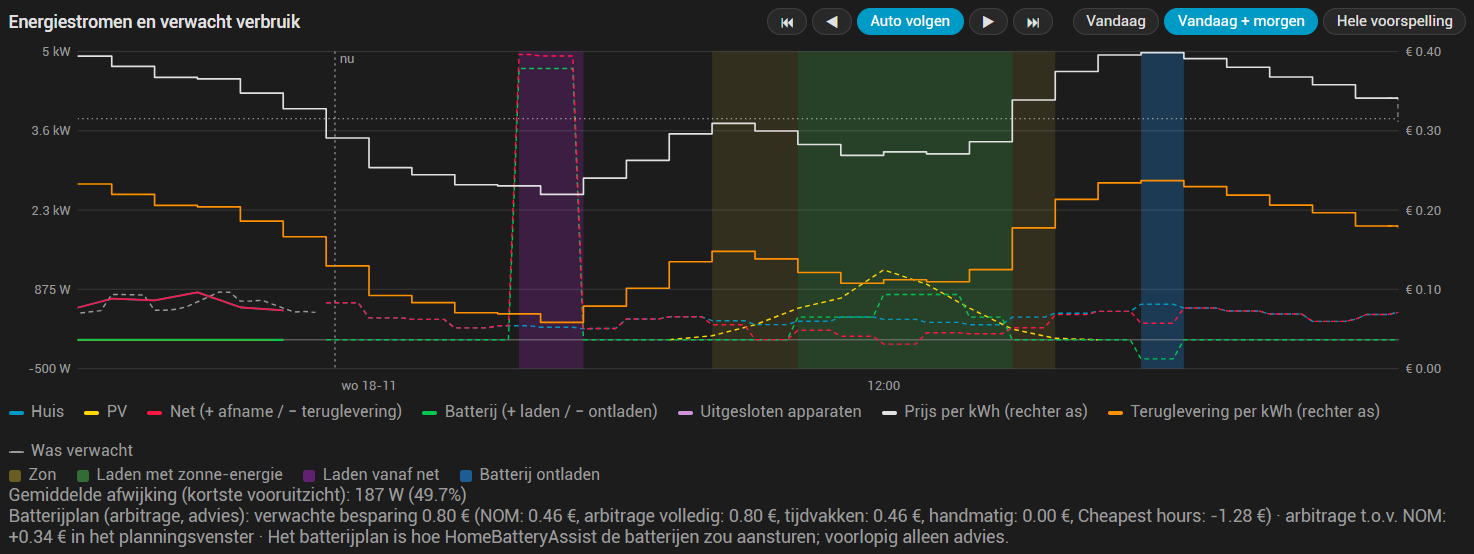 Energiestromen en verwacht verbruik
Auto volgen
Vandaag
Vandaag + morgen
Hele voorspelling
5 kW
3.6 kW
2.3 kW
875 W
-500 W
nu
€ 0.40
€ 0.30
€ 0.20
€ 0.10
€ 0.00
wo 18-11
12:00
Huis
PV
Net (+ afname / − teruglevering)
Batterij (+ laden / − ontladen)
Uitgesloten apparaten
Prijs per kWh (rechter as)
Teruglevering per kWh (rechter as)
Was verwacht
Zon
Laden met zonne-energie
Laden vanaf net
Batterij ontladen
Gemiddelde afwijking (kortste vooruitzicht): 187 W (49.7%)
Batterijplan (arbitrage, advies): verwachte besparing 0.80 € (NOM: 0.46 €, arbitrage volledig: 0.80 €, tijdvakken: 0.46 €, handmatig: 0.00 €, Cheapest hours: -1.28 €) · arbitrage t.o.v. NOM:
+0.34 € in het planningsvenster · Het batterijplan is hoe HomeBatteryAssist de batterijen zou aansturen; voorlopig alleen advies.